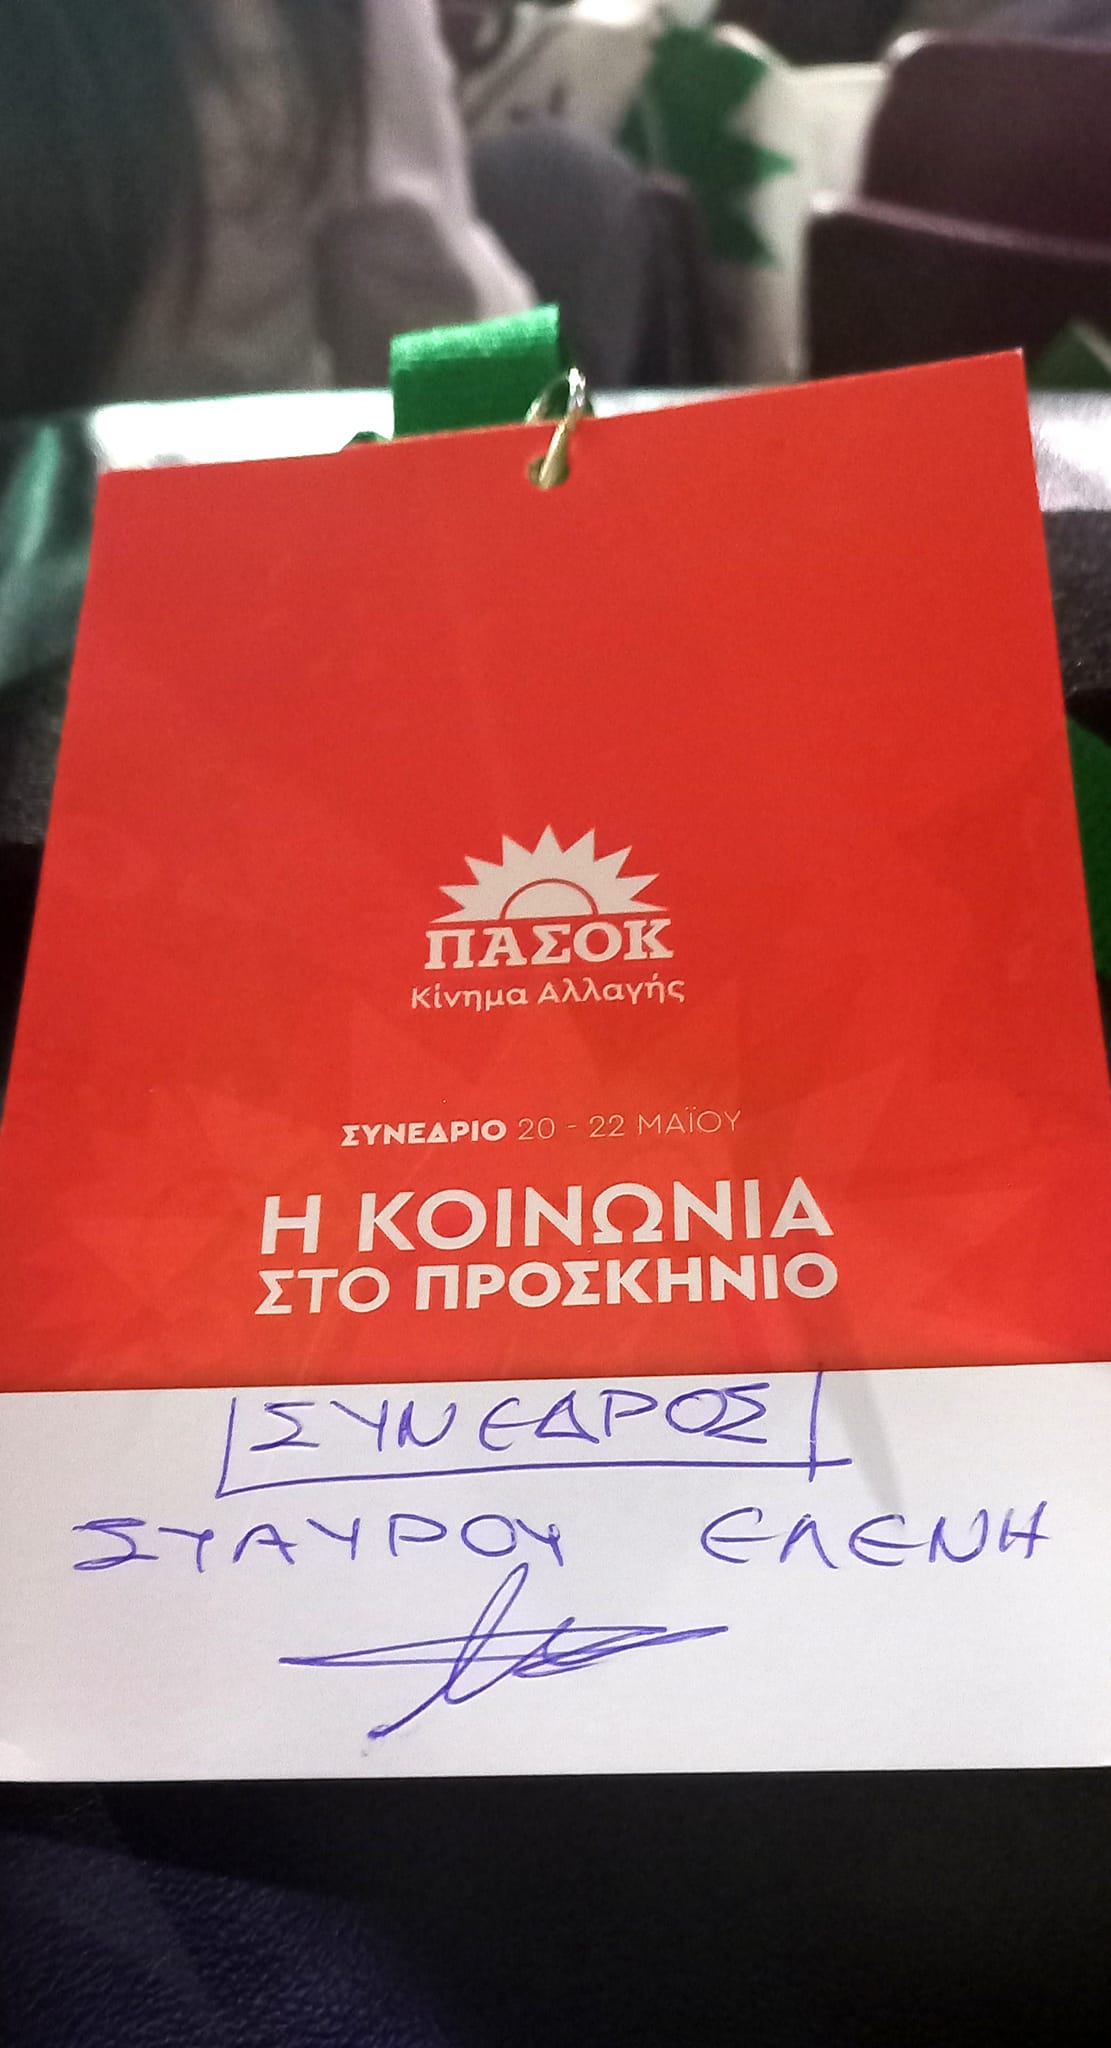 ΠΑΣΟΚ
Κίνημα Αλλαγής
ΣΥΝΕΔΡΙΟ 20 - 22 ΜΑΪΟΥ
Η ΚΟΙΝΩΝΙΑ
ΣΤΟ ΠΡΟΣΚΗΝΙΟ
ΣΥΝΕΔΡΟΣ
ΣΤΑΥΡΟΥ ΕΛΕΝΗ